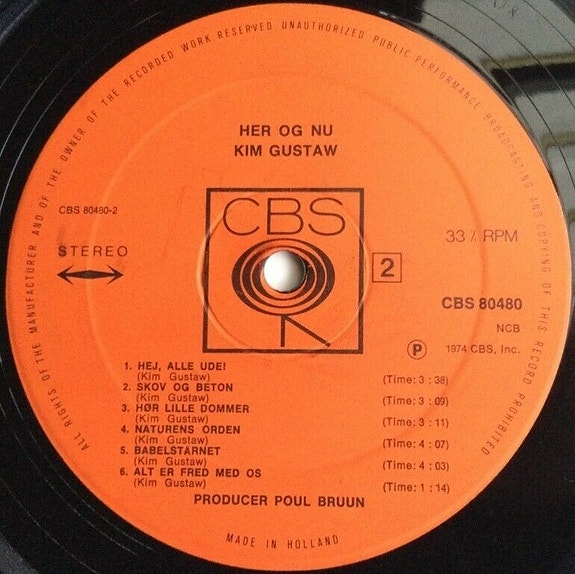 ALL RIGHTS OF THE MANUFACTURER AND OF THE OWNER OF THE RECORDED WORK RESERVED UNAUTHORIZED PUBLIC PERFORMANCE BROADCASTING AND COPYING OF THIS RECORD PROHIBITED
HER OG NU
KIM GUSTAW
CBS 80480-2
STEREO
CBS
33 / RPM
2
CBS 80480
NCB
P 1974 CBS, Inc.
1. HEJ, ALLE UDE!
(Kim Gustaw) (Time: 3 : 38)
2. SKOV OG BETON
(Kim Gustaw) (Time: 3 : 09)
3. HØR LILLE DOMMER
(Kim Gustaw) (Time: 3 : 11)
4. NATURENS ORDEN
(Kim Gustaw) (Time: 4 : 07)
5. BABELSTÅRNET
(Kim Gustaw) (Time: 4 : 03)
6. ALT ER FRED MED OS
(Kim Gustaw) (Time: 1 : 14)
PRODUCER POUL BRUUN
MADE IN HOLLAND